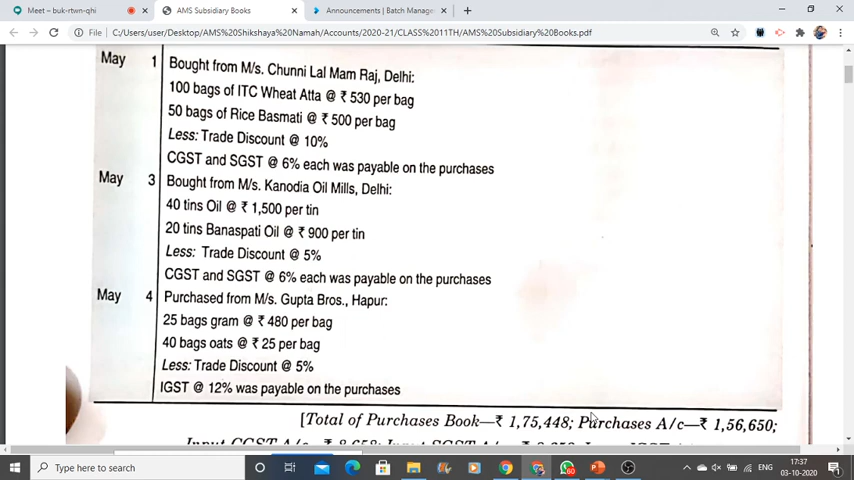 Meet – buk-rtwn-qhi
AMS Subsidiary Books
Announcements | Batch Manage
File
C:/Users/user/Desktop/AMS%20Shikshaya%20Namah/Accounts/2020-21/CLASS%2011TH/AMS%20Subsidiary%20Books.pdf
May 1 Bought from M/s. Chunni Lal Mam Raj, Delhi:
100 bags of ITC Wheat Atta @ ₹ 530 per bag
50 bags of Rice Basmati @ ₹ 500 per bag
Less: Trade Discount @ 10%
CGST and SGST @ 6% each was payable on the purchases
May 3 Bought from M/s. Kanodia Oil Mills, Delhi:
40 tins Oil @ ₹ 1,500 per tin
20 tins Banaspati Oil @ ₹ 900 per tin
Less: Trade Discount @ 5%
CGST and SGST @ 6% each was payable on the purchases
May 4 Purchased from M/s. Gupta Bros., Hapur:
25 bags gram @ ₹ 480 per bag
40 bags oats @ ₹ 25 per bag
Less: Trade Discount @ 5%
IGST @ 12% was payable on the purchases
[Total of Purchases Book—₹ 1,75,448; Purchases A/c—₹ 1,56,650;
Input CGST A/c—₹ 8,658; Input SGST A/c—
Type here to search
60
ENG
17:37
03-10-2020